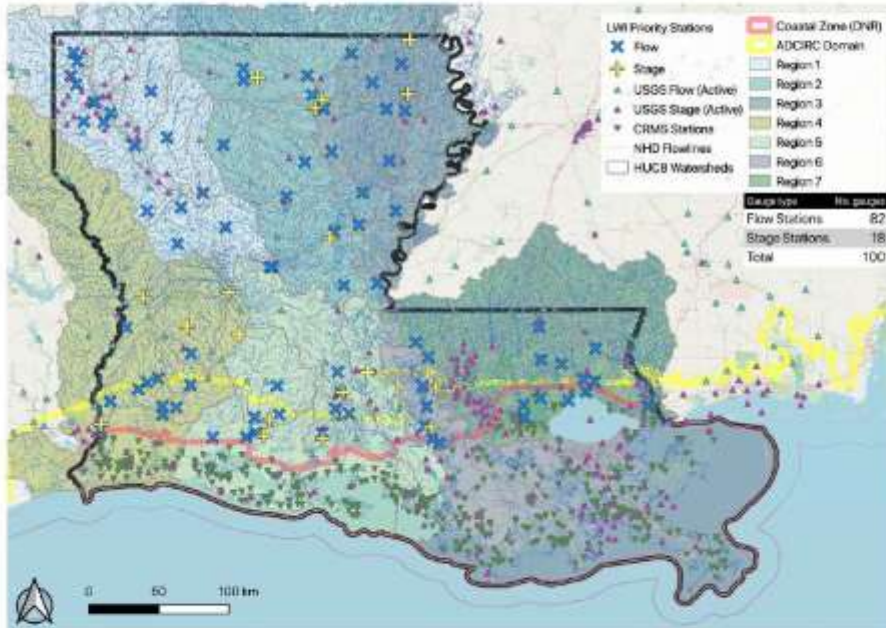 LWI Priority Stations
Flow
Stage
USGS Flow (Active)
USGS Stage (Active)
CRMS Stations
NHD Flowlines
HUC8 Watersheds
Coastal Zone (DNR)
ADCIRC Domain
Region 1
Region 2
Region 3
Region 4
Region 5
Region 6
Region 7
Gauge type No. gauges
Flow Stations 82
Stage Stations 18
Total 100
0 50 100 km